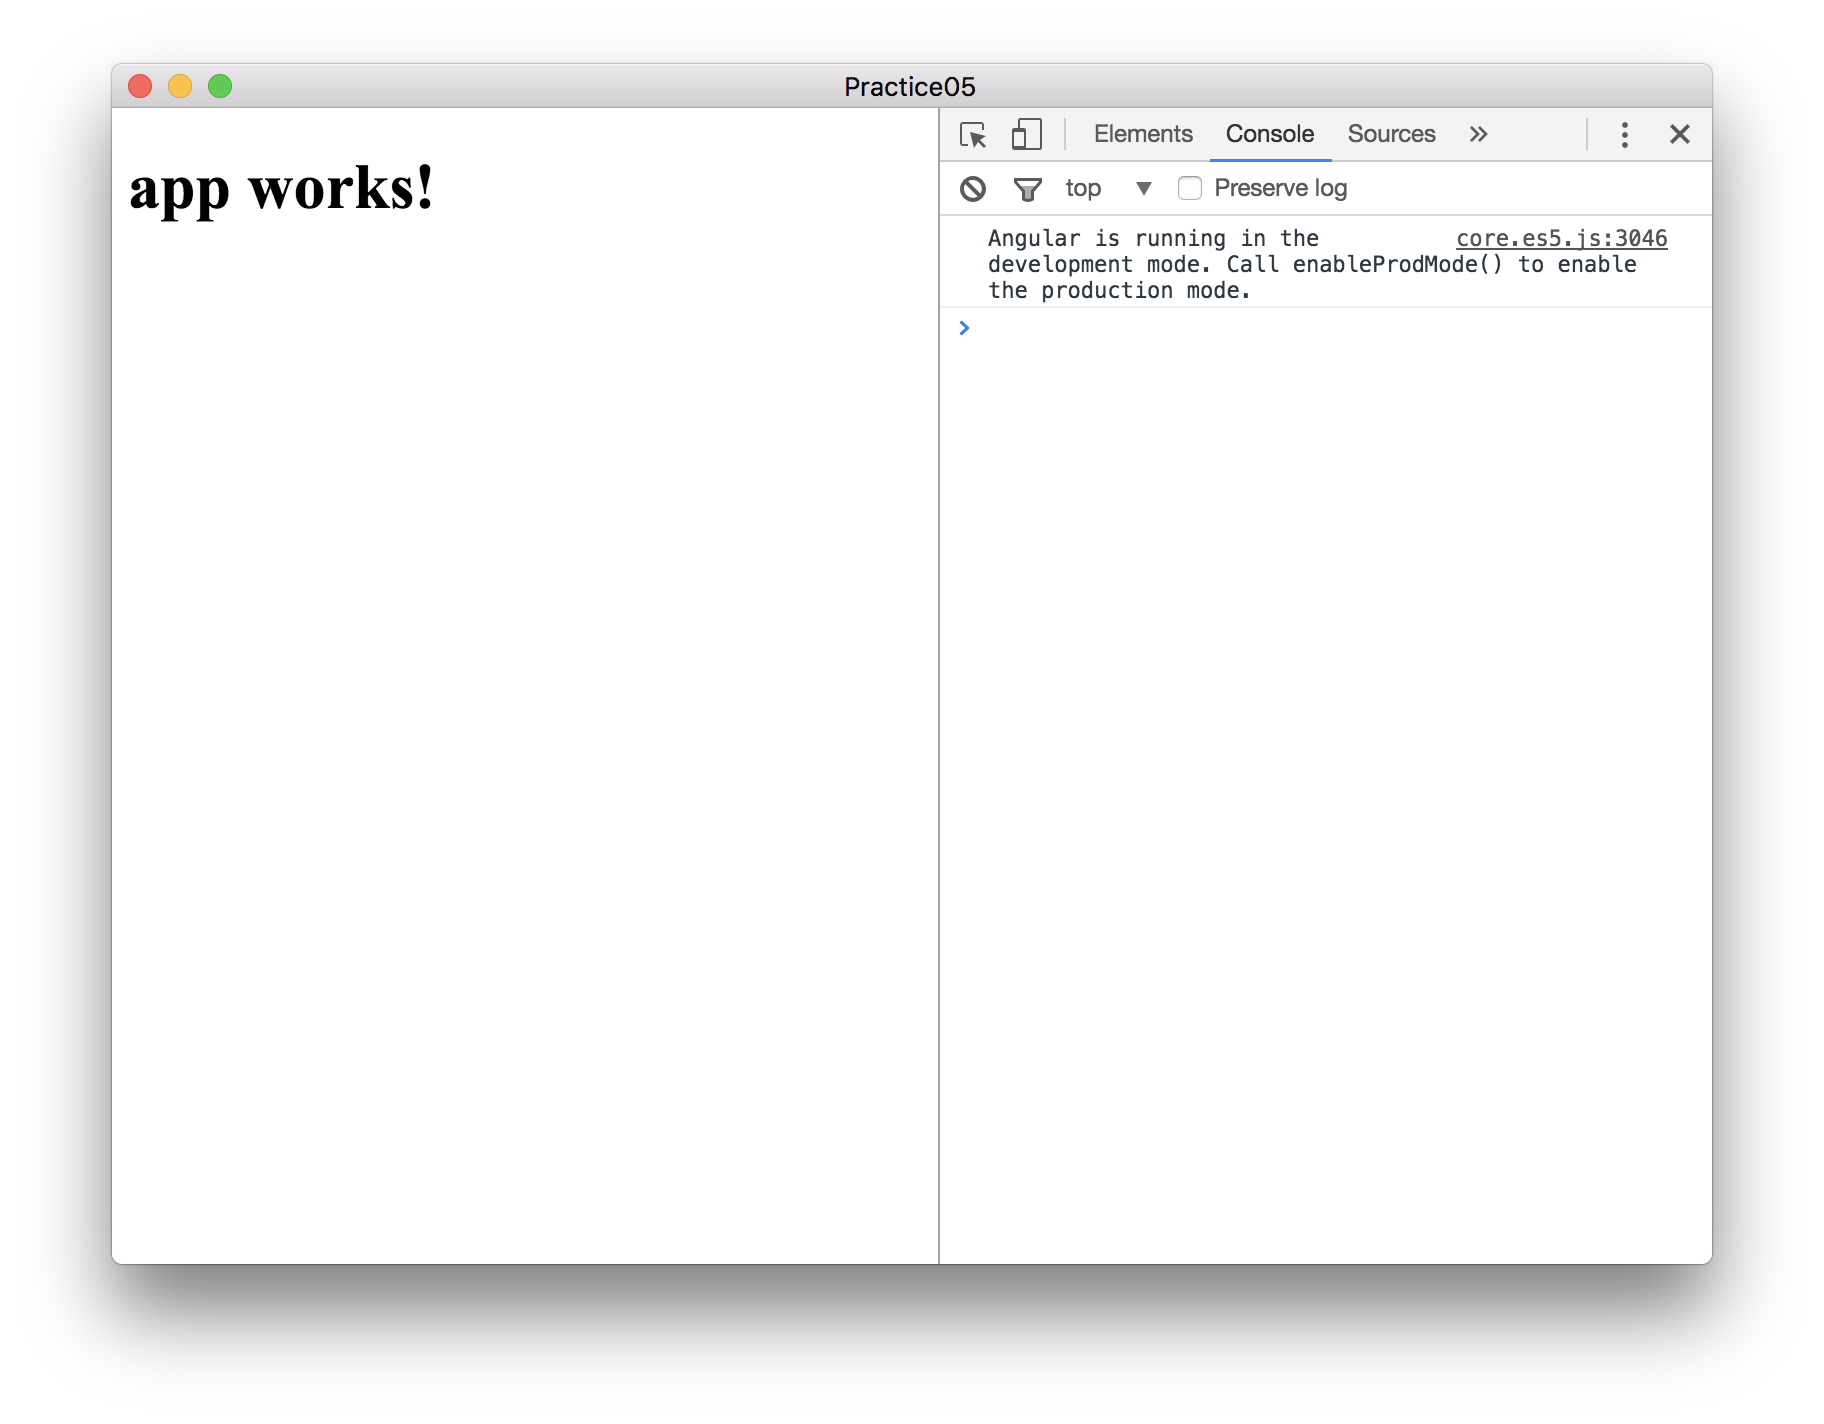 Practice05
app works!
Elements Console Sources
top Preserve log
Angular is running in the core.es5.js:3046
development mode. Call enableProdMode() to enable
the production mode.